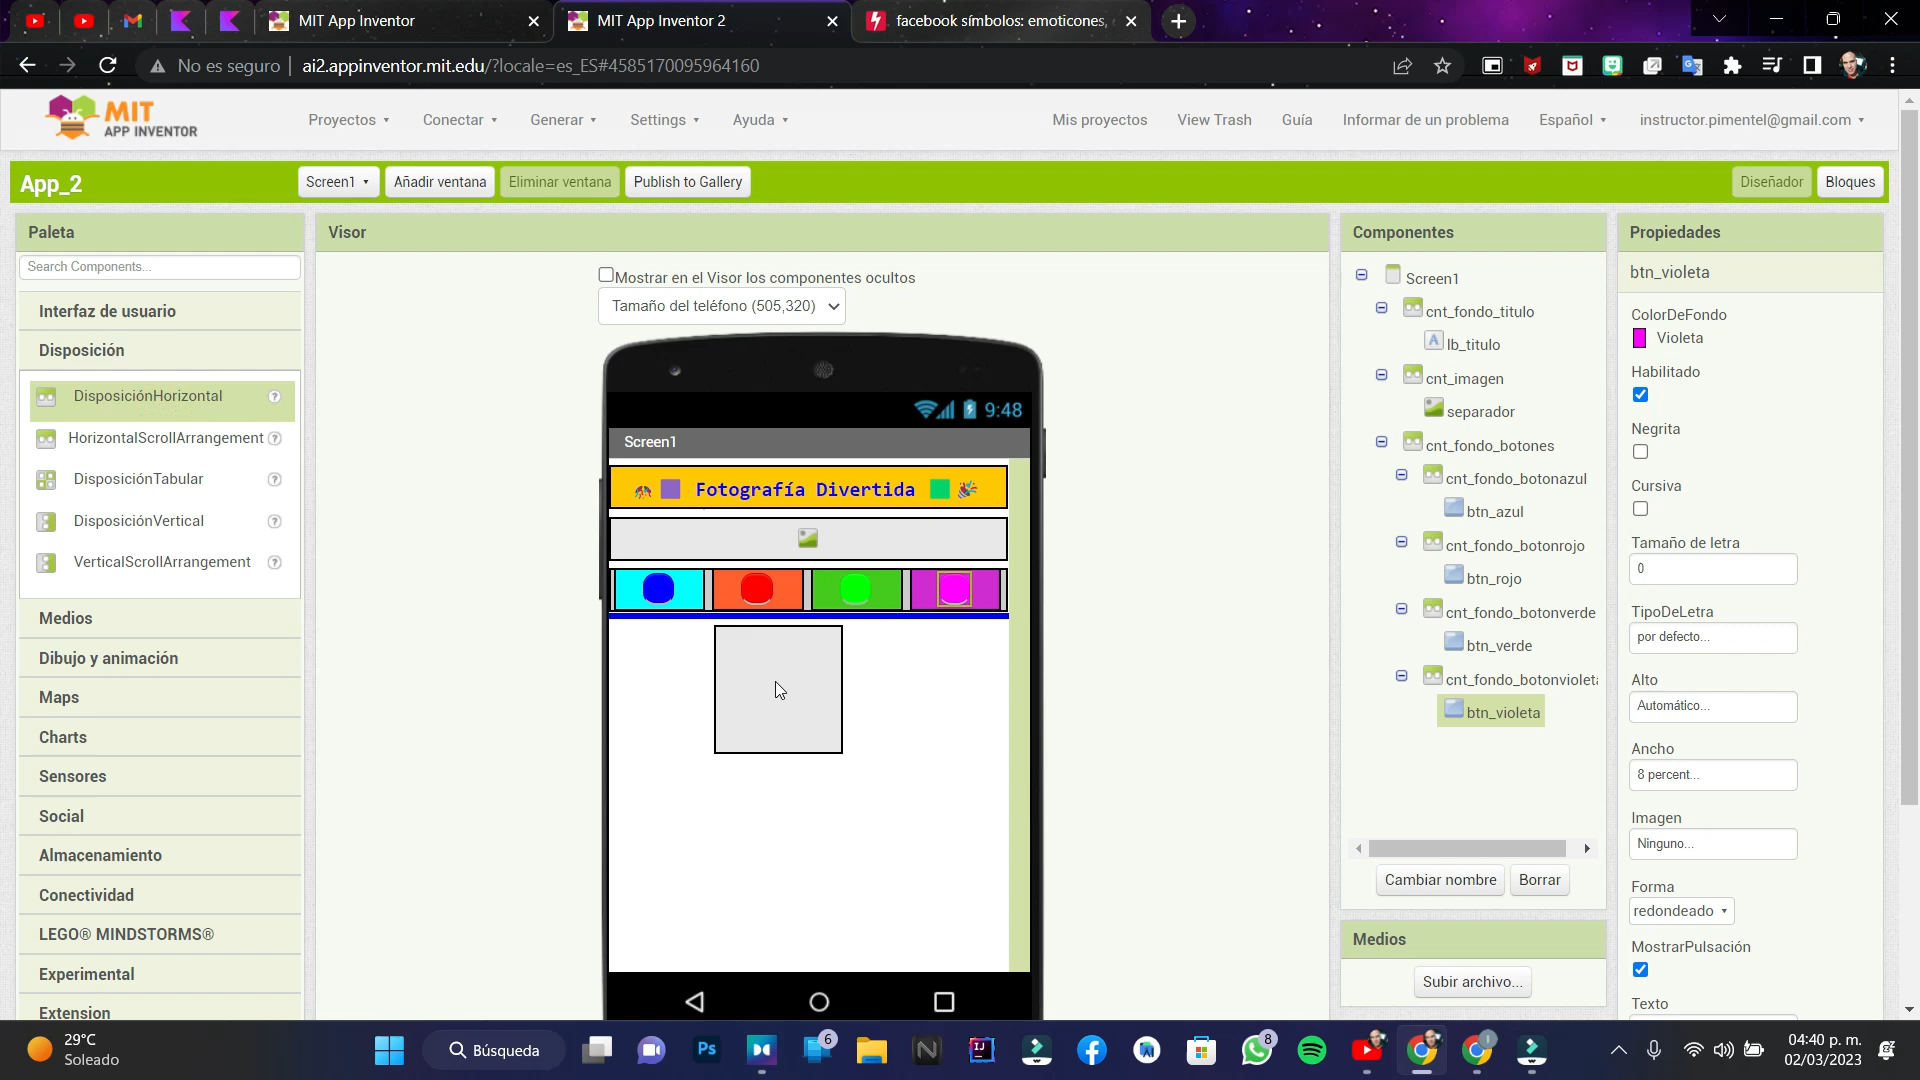 MIT App Inventor
MIT App Inventor 2
facebook símbolos: emoticones,
No es seguro
ai2.appinventor.mit.edu/?locale=es_ES#4585170095964160
MIT
APP INVENTOR
Proyectos
Conectar
Generar
Settings
Ayuda
Mis proyectos
View Trash
Guía
Informar de un problema
Español
instructor.pimentel@gmail.com
App_2
Screen1
Añadir ventana
Eliminar ventana
Publish to Gallery
Diseñador
Bloques
Paleta
Search Components...
Interfaz de usuario
Disposición
DisposiciónHorizontal
HorizontalScrollArrangement
DisposiciónTabular
DisposiciónVertical
VerticalScrollArrangement
Medios
Dibujo y animación
Maps
Charts
Sensores
Social
Almacenamiento
Conectividad
LEGO® MINDSTORMS®
Experimental
Extension
Visor
Mostrar en el Visor los componentes ocultos
Tamaño del teléfono (505,320)
9:48
Screen1
Fotografía Divertida
Componentes
Screen1
cnt_fondo_titulo
A
lb_titulo
cnt_imagen
separador
cnt_fondo_botones
cnt_fondo_botonazul
btn_azul
cnt_fondo_botonrojo
btn_rojo
cnt_fondo_botonverde
btn_verde
cnt_fondo_botonvioleta
btn_violeta
Cambiar nombre
Borrar
Medios
Subir archivo...
Propiedades
btn_violeta
ColorDeFondo
Violeta
Habilitado
Negrita
Cursiva
Tamaño de letra
0
TipoDeLetra
por defecto...
Alto
Automático...
Ancho
8 percent...
Imagen
Ninguno...
Forma
redondeado
MostrarPulsación
Texto
29°C
Soleado
Búsqueda
Ps
6
N
IJ
8
04:40 p. m.
02/03/2023